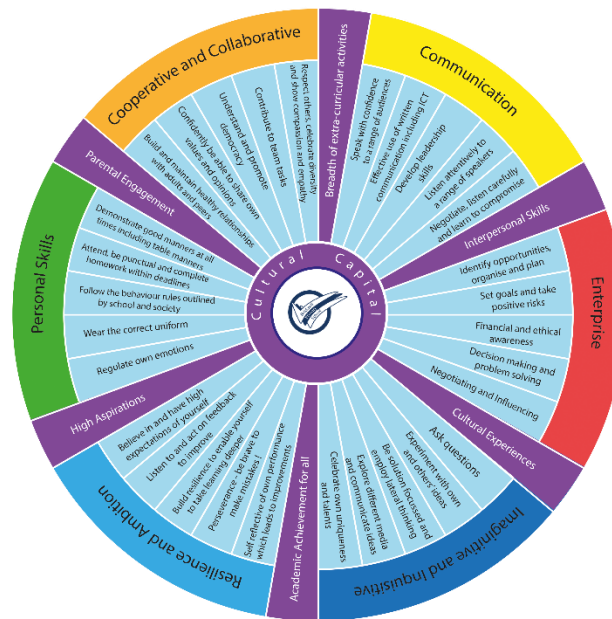 Cultural Capital
Breadth of extra-curricular activities
Communication
Speak with confidence
to a range of audiences
Effective use of written
communication including ICT
Develop leadership
skills
Listen attentively to
a range of speakers
Negotiate, listen carefully
and learn to compromise
Interpersonal Skills
Enterprise
Identify opportunities,
organise and plan
Set goals and take
positive risks
Financial and ethical
awareness
Decision making and
problem solving
Negotiating and Influencing
Cultural Experiences
Imaginitive and Inquisitive
Ask questions
Experiment with own
and others' ideas
Be solution focussed and
employ lateral thinking
Explore different media
and communicate ideas
Celebrate own uniqueness
and talents
Academic Achievement for all
Resilience and Ambition
Self reflective of own performance
which leads to improvements
Perseverance - be brave to
make mistakes !
Build resilience to enable yourself
to take learning deeper
Listen to and act on feedback
to improve
Believe in and have high
expectations of yourself
High Aspirations
Personal Skills
Regulate own emotions
Wear the correct uniform
Follow the behaviour rules outlined
by school and society
Attend, be punctual and complete
homework within deadlines
Demonstrate good manners at all
times including table manners
Parental Engagement
Cooperative and Collaborative
Build and maintain healthy relationships
with adults and peers
Confidently be able to share own
values and opinions
Understand and promote
democracy
Contribute to team tasks
Respect others, celebrate diversity
and show compassion and empathy